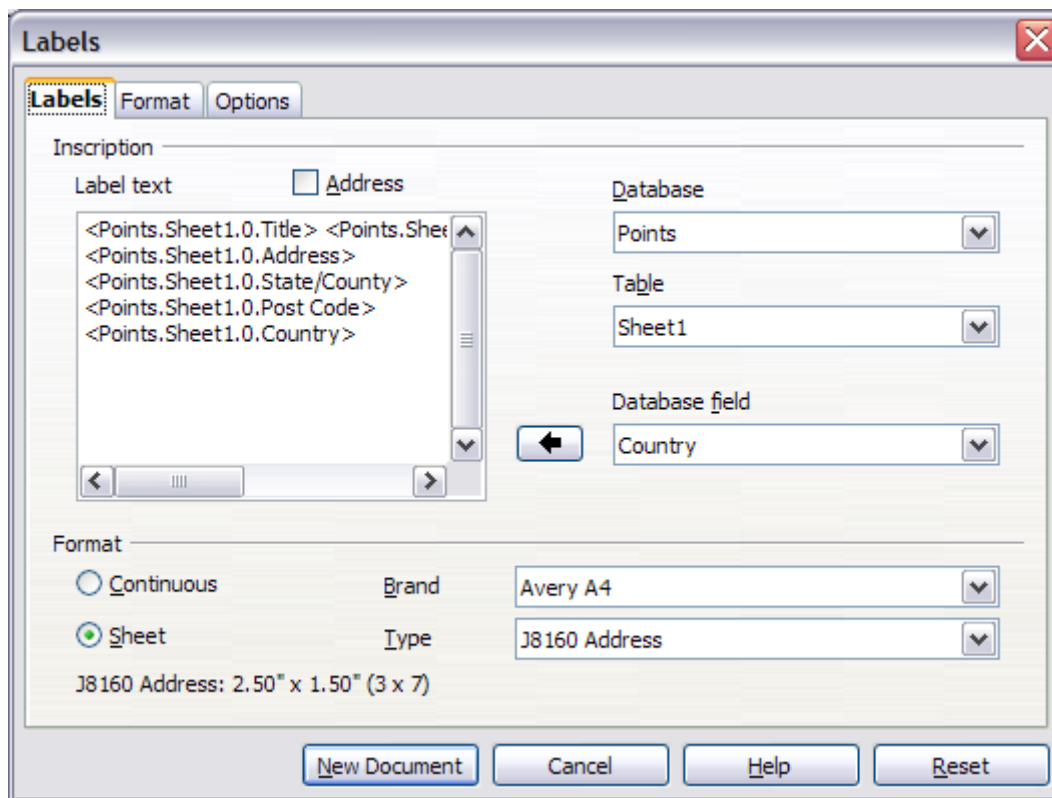 Labels
Labels Format Options
Inscription
Label text Address
<Points.Sheet1.0.Title> <Points.Shee
<Points.Sheet1.0.Address>
<Points.Sheet1.0.State/County>
<Points.Sheet1.0.Post Code>
<Points.Sheet1.0.Country>
Database
Points
Table
Sheet1
Database field
Country
Format
Continuous Brand Avery A4
Sheet Type J8160 Address
J8160 Address: 2.50" x 1.50" (3 x 7)
New Document Cancel Help Reset